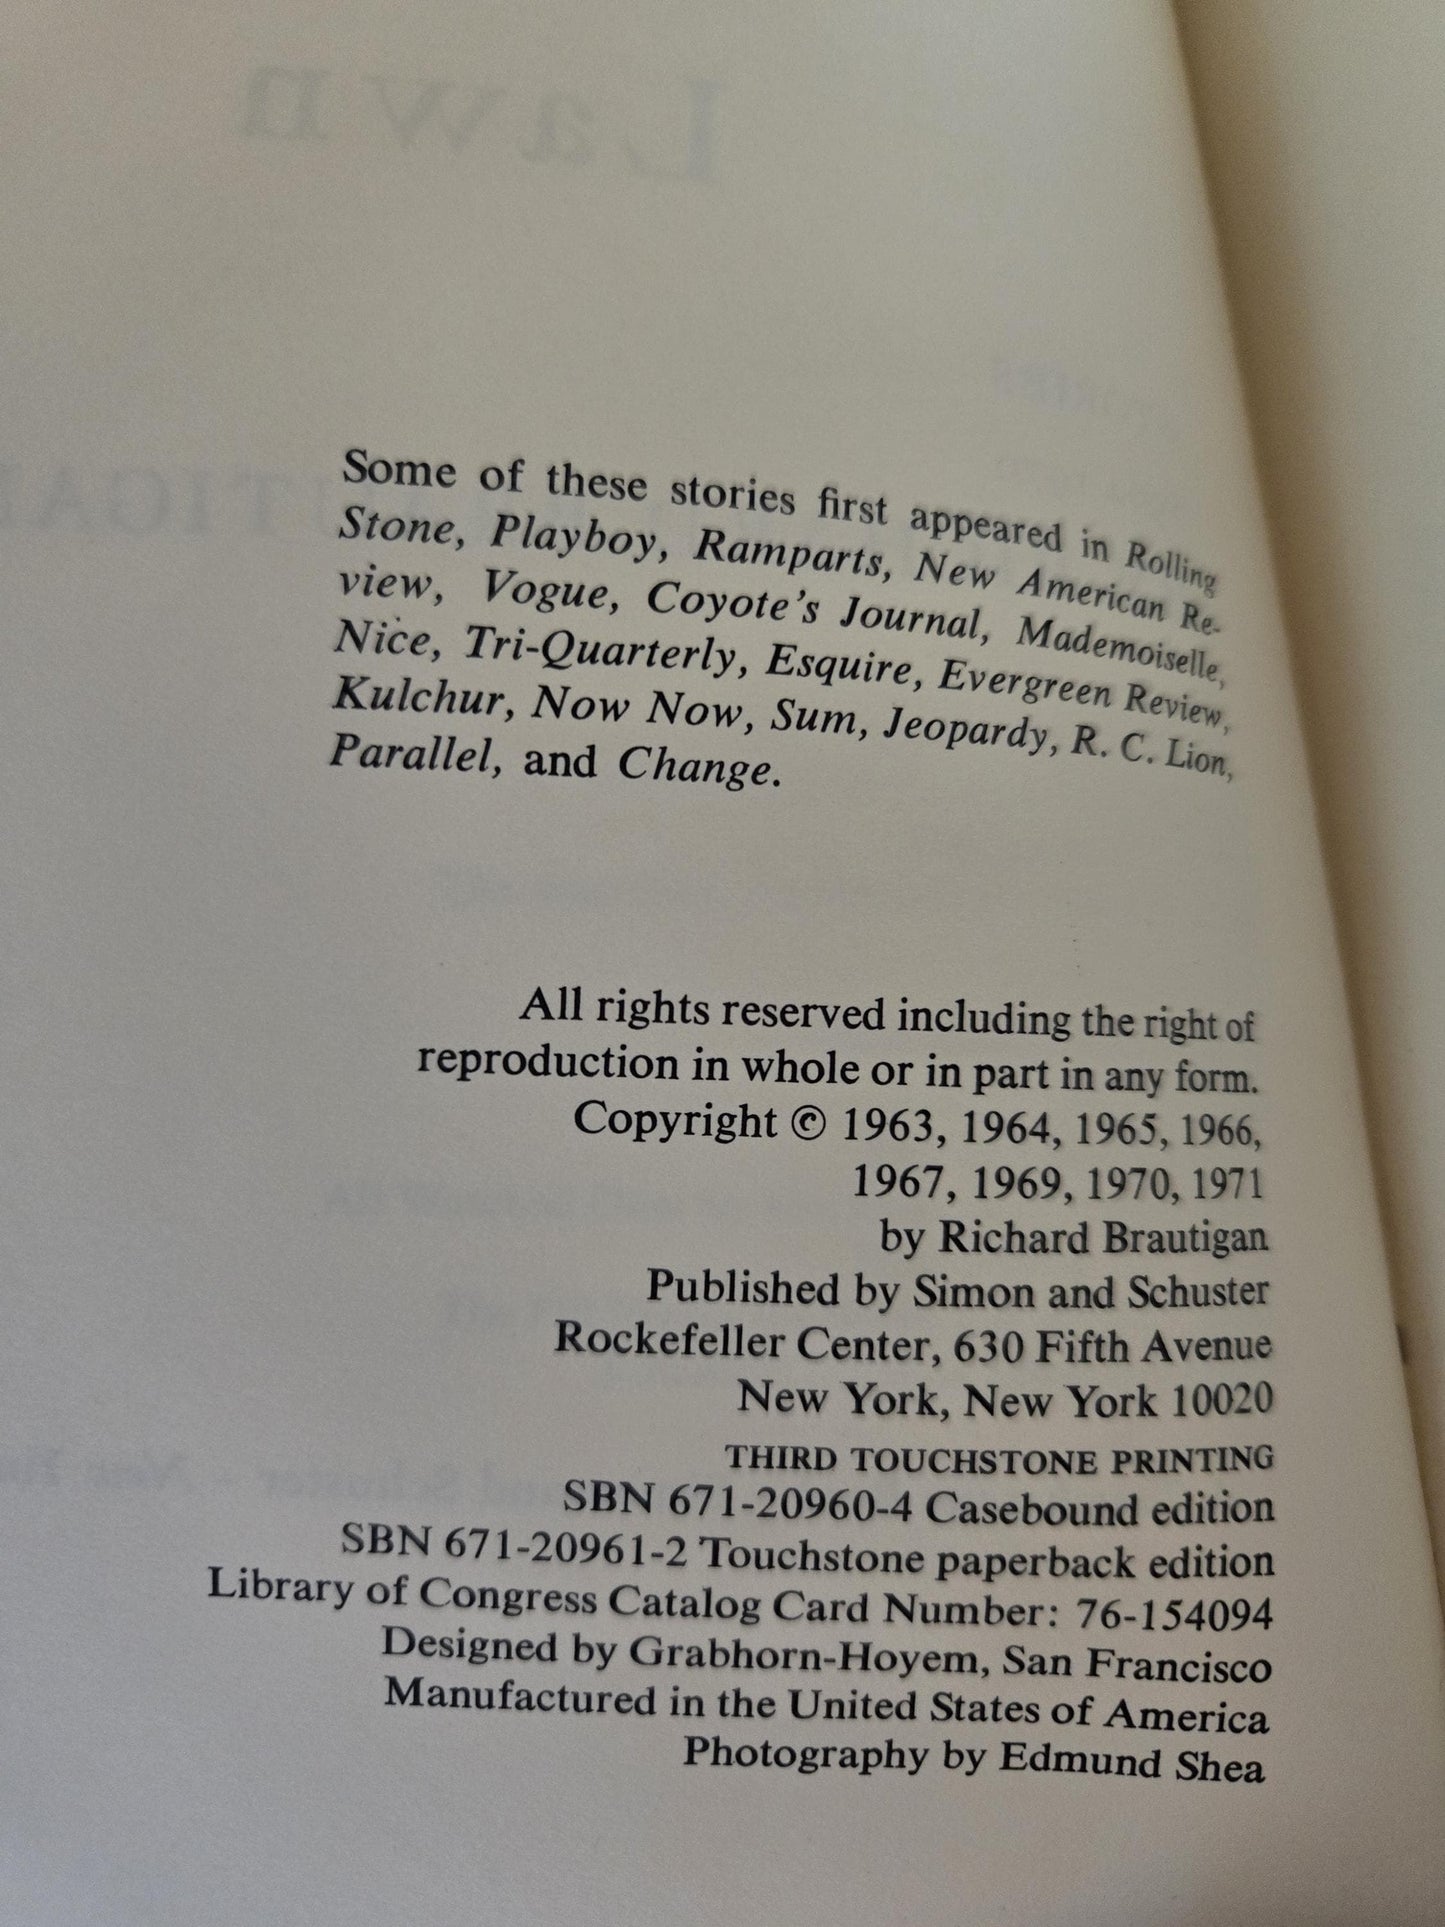 Lawn
Some of these stories first appeared in Rolling
Stone, Playboy, Ramparts, New American Re-
view, Vogue, Coyote's Journal, Mademoiselle,
Nice, Tri-Quarterly, Esquire, Evergreen Review,
Kulchur, Now Now, Sum, Jeopardy, R. C. Lion,
Parallel, and Change.
All rights reserved including the right of
reproduction in whole or in part in any form.
Copyright © 1963, 1964, 1965, 1966,
1967, 1969, 1970, 1971
by Richard Brautigan
Published by Simon and Schuster
Rockefeller Center, 630 Fifth Avenue
New York, New York 10020
THIRD TOUCHSTONE PRINTING
SBN 671-20960-4 Casebound edition
SBN 671-20961-2 Touchstone paperback edition
Library of Congress Catalog Card Number: 76-154094
Designed by Grabhorn-Hoyem, San Francisco
Manufactured in the United States of America
Photography by Edmund Shea